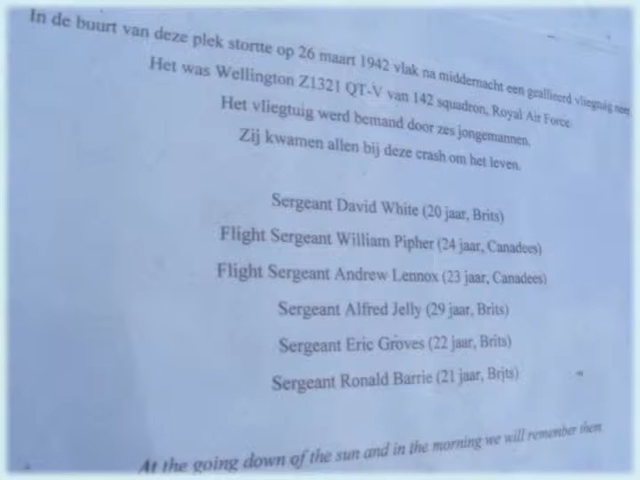 In de buurt van deze plek stortte op 26 maart 1942 vlak na middernacht een geallieerd vliegtuig neer.
Het was Wellington Z1321 QT-V van 142 squadron, Royal Air Force.
Het vliegtuig werd bemand door zes jongemannen.
Zij kwamen allen bij deze crash om het leven.
Sergeant David White (20 jaar, Brits)
Flight Sergeant William Pipher (24 jaar, Canadees)
Flight Sergeant Andrew Lennox (23 jaar, Canadees)
Sergeant Alfred Jelly (29 jaar, Brits)
Sergeant Eric Groves (22 jaar, Brits)
Sergeant Ronald Barrie (21 jaar, Brits)
At the going down of the sun and in the morning we will remember them.